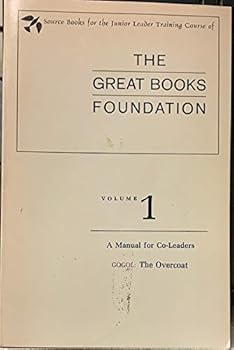 Source Books for the Junior Leader Training Course of
THE
GREAT BOOKS
FOUNDATION
VOLUME 1
A Manual for Co-Leaders
GOGOL: The Overcoat